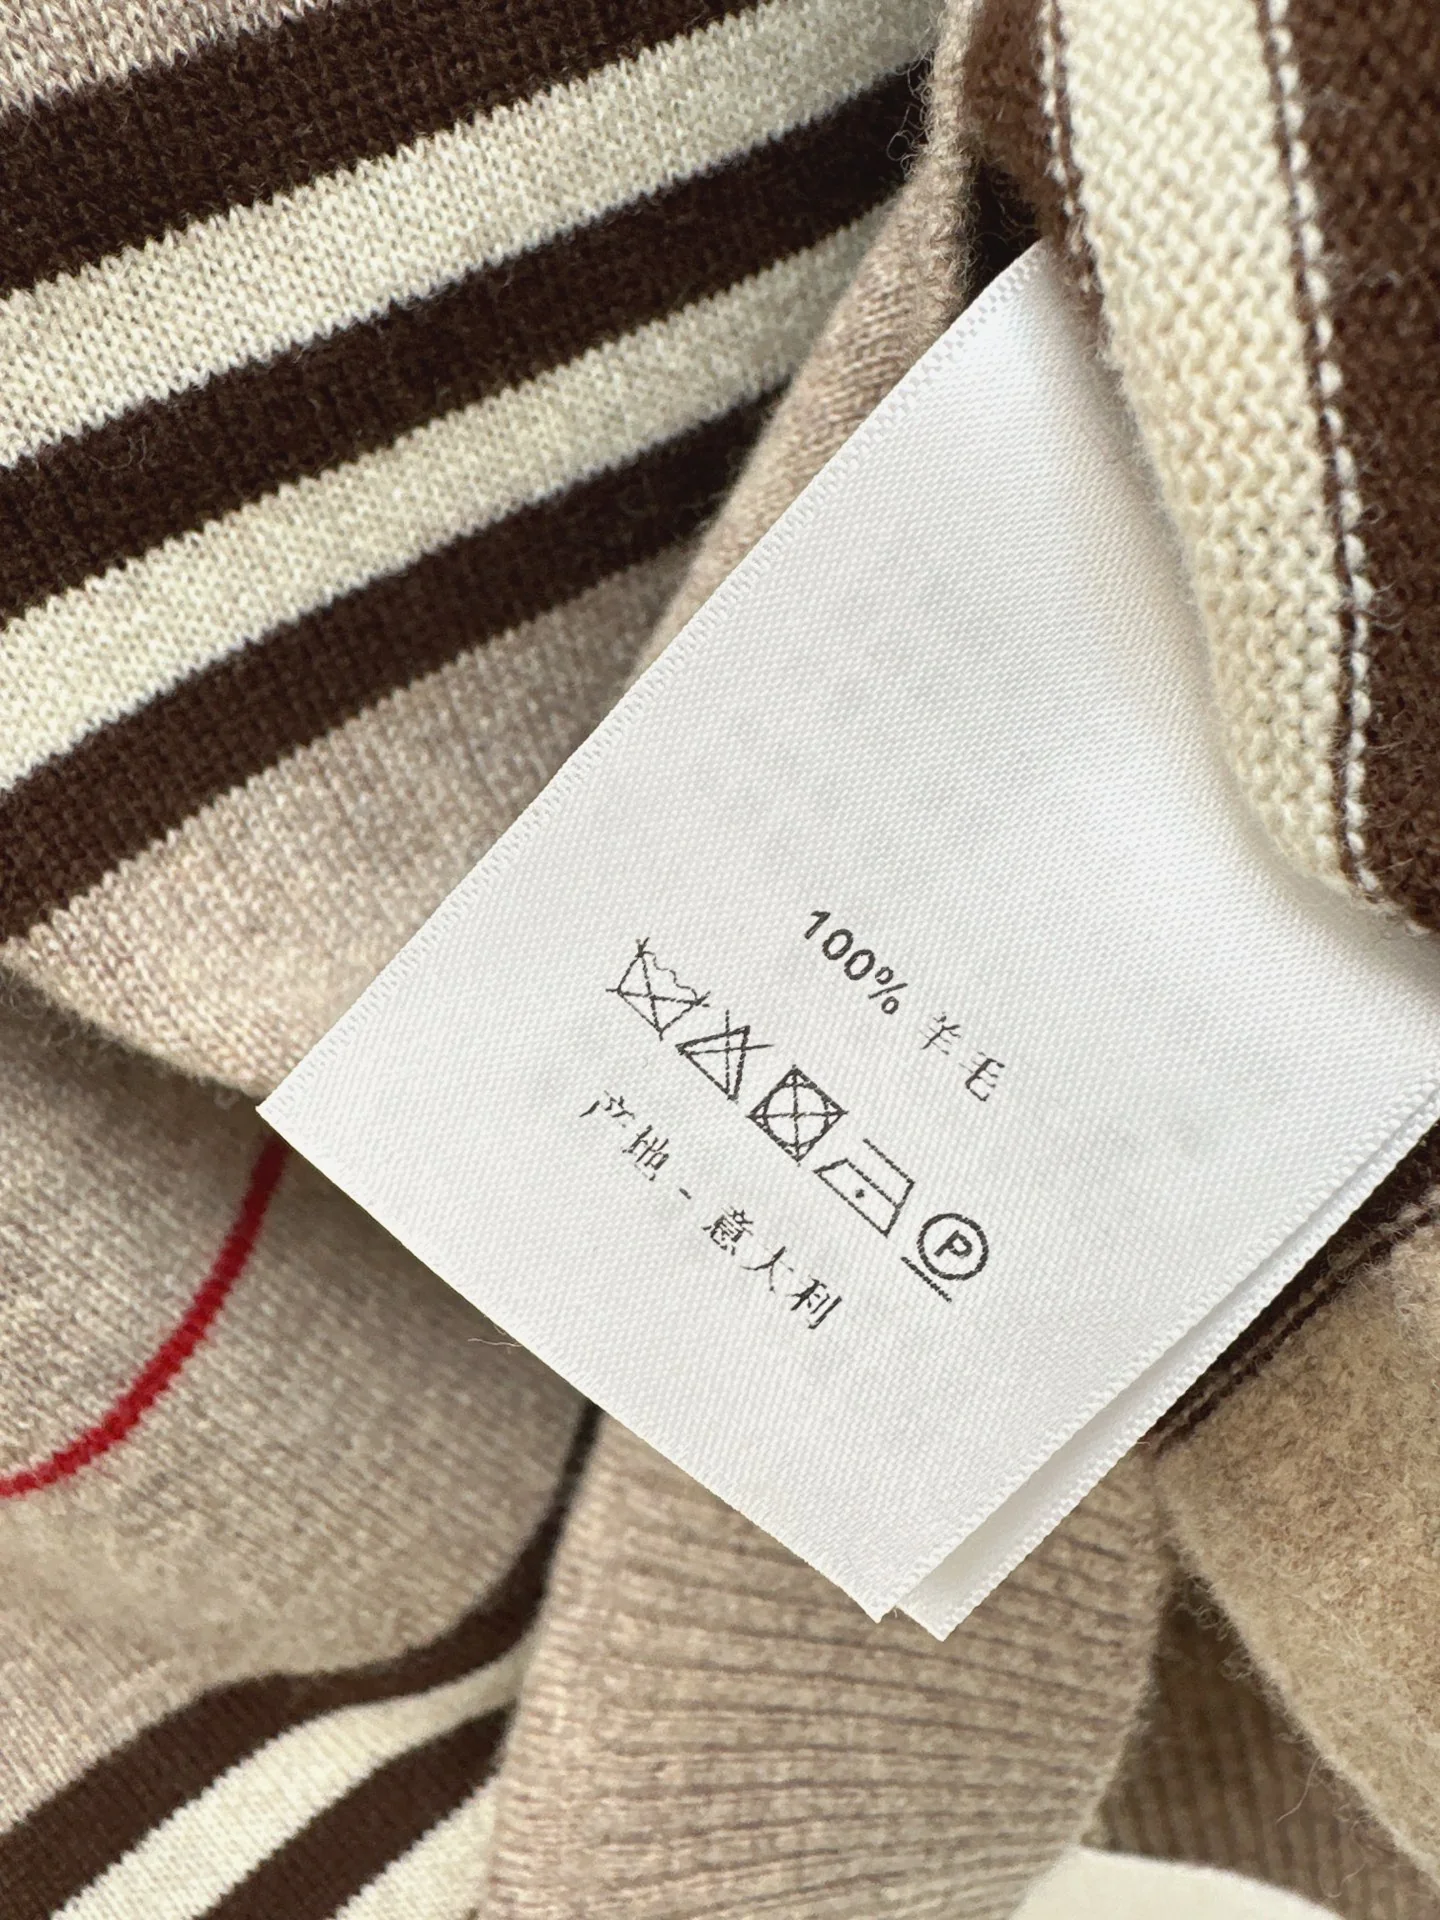 100% 羊毛
P
产地 - 意大利